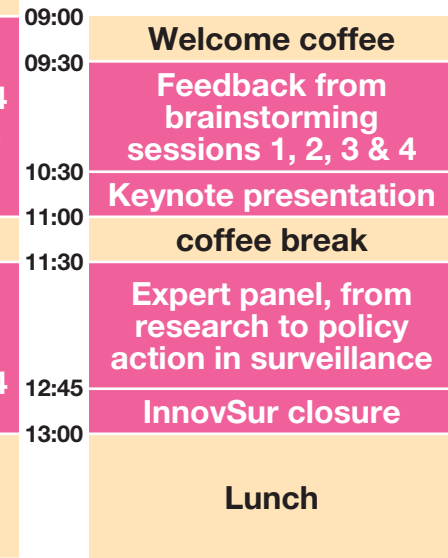 09:00
Welcome coffee
09:30
Feedback from
brainstorming
sessions 1, 2, 3 & 4
4
10:30
Keynote presentation
11:00
coffee break
11:30
Expert panel, from
research to policy
action in surveillance
4
12:45
InnovSur closure
13:00
Lunch